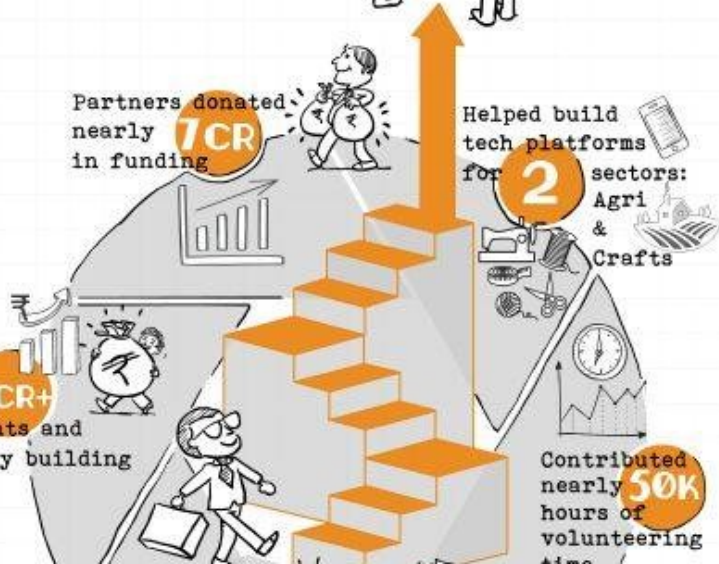 Partners donated
nearly 7CR
in funding
Helped build
tech platforms
for 2 sectors:
Agri
&
Crafts
CR+
and
building
Contributed
nearly 50K
hours of
volunteering
time